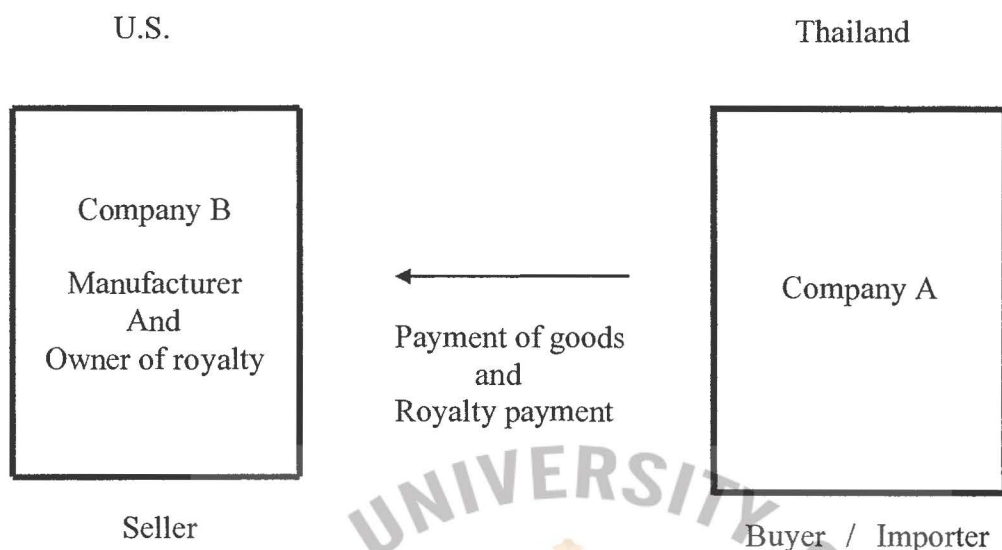 U.S.
Thailand
Company B
Manufacturer
And
Owner of royalty
Company A
Payment of goods
and
Royalty payment
UNIVERSITY
Seller
Buyer / Importer